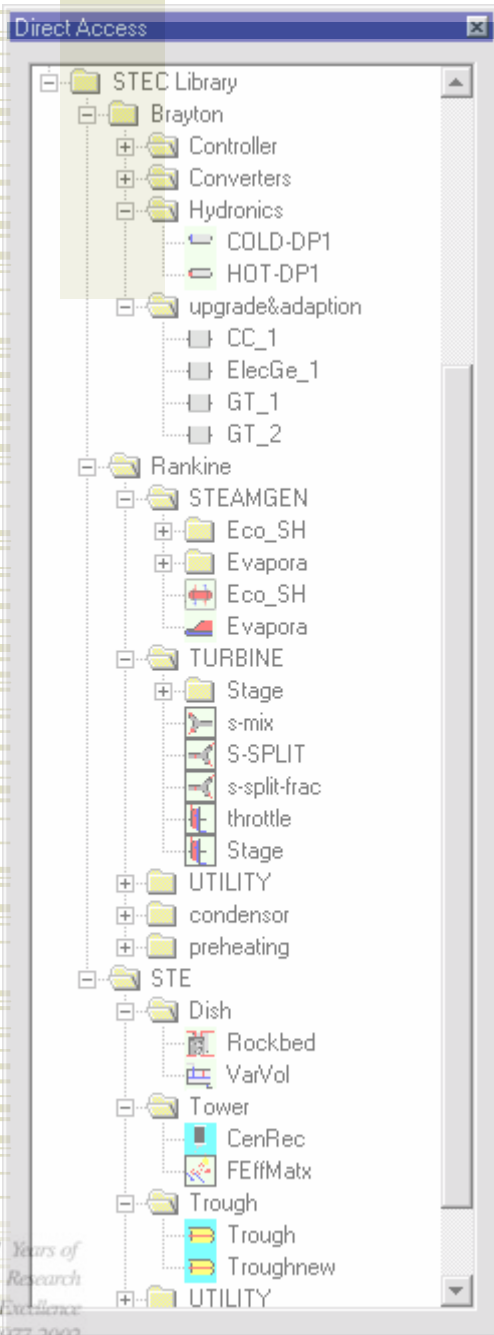 Direct Access
STEC Library
Brayton
Controller
Converters
Hydronics
COLD-DP1
HOT-DP1
upgrade&adaption
CC_1
ElecGe_1
GT_1
GT_2
Rankine
STEAMGEN
Eco_SH
Evapora
Eco_SH
Evapora
TURBINE
Stage
s-mix
S-SPLIT
s-split-frac
throttle
Stage
UTILITY
condensor
preheating
STE
Dish
Rockbed
VarVol
Tower
CenRec
FEffMatx
Trough
Trough
Troughnew
UTILITY
Years of
Research
Excellence
1977-2002